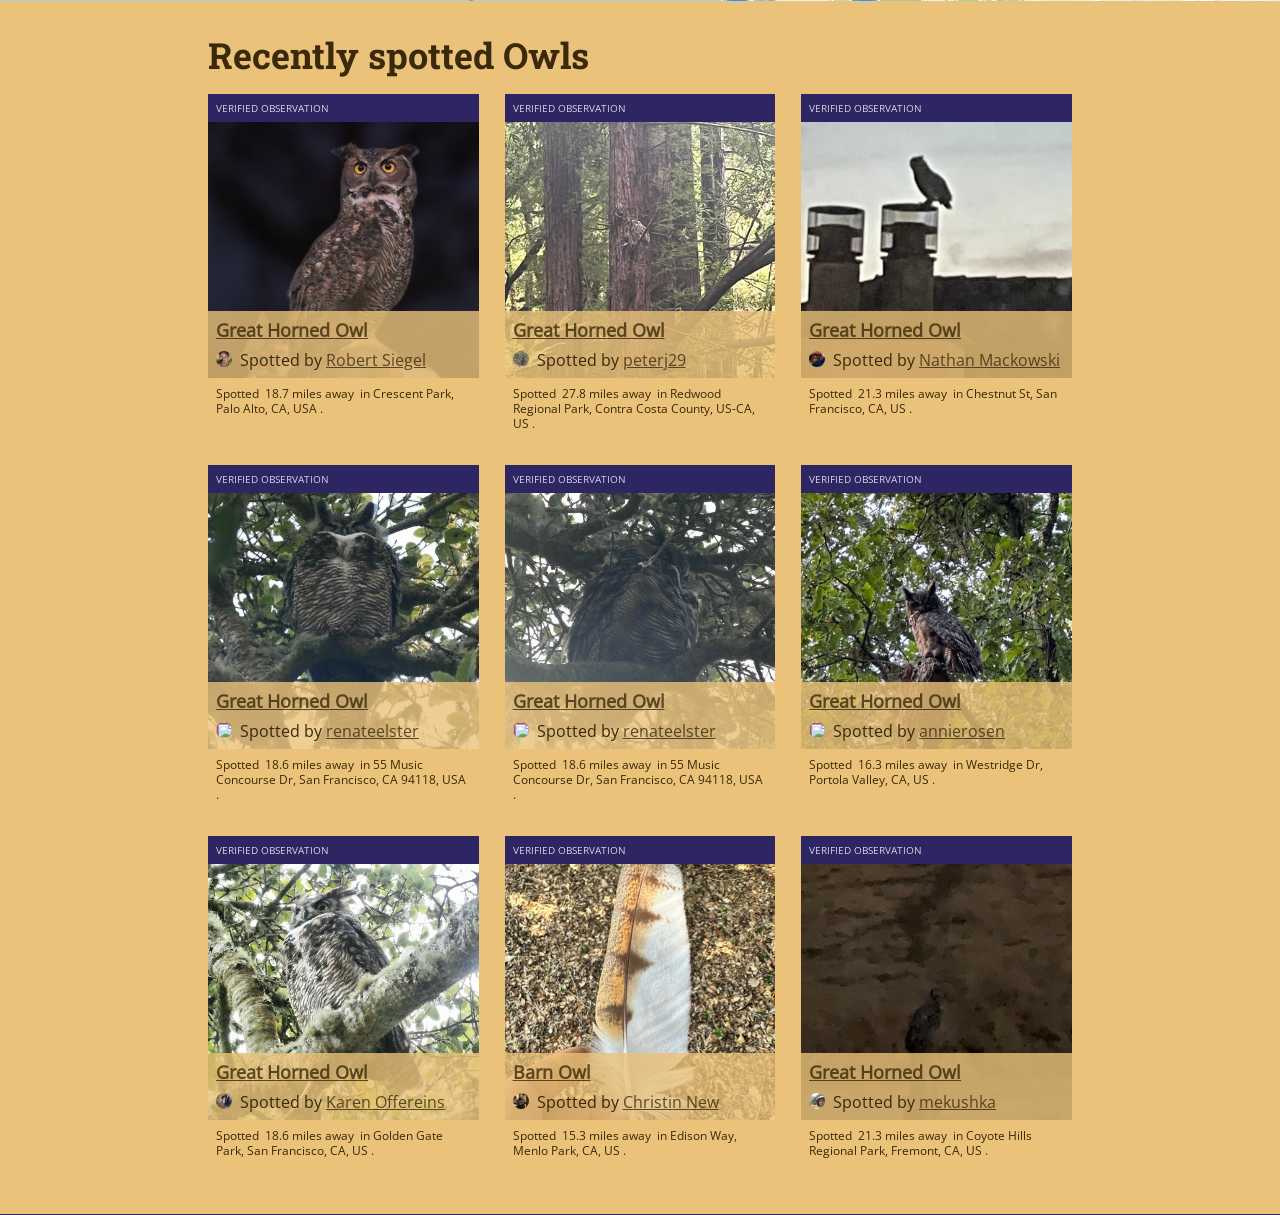 Recently spotted Owls
VERIFIED OBSERVATION
Great Horned Owl
Spotted by Robert Siegel
Spotted 18.7 miles away in Crescent Park,
Palo Alto, CA, USA .
VERIFIED OBSERVATION
Great Horned Owl
Spotted by peterj29
Spotted 27.8 miles away in Redwood
Regional Park, Contra Costa County, US-CA,
US .
VERIFIED OBSERVATION
Great Horned Owl
Spotted by Nathan Mackowski
Spotted 21.3 miles away in Chestnut St, San
Francisco, CA, US .
VERIFIED OBSERVATION
Great Horned Owl
Spotted by renateelster
Spotted 18.6 miles away in 55 Music
Concourse Dr, San Francisco, CA 94118, USA
.
VERIFIED OBSERVATION
Great Horned Owl
Spotted by renateelster
Spotted 18.6 miles away in 55 Music
Concourse Dr, San Francisco, CA 94118, USA
.
VERIFIED OBSERVATION
Great Horned Owl
Spotted by annierosen
Spotted 16.3 miles away in Westridge Dr,
Portola Valley, CA, US .
VERIFIED OBSERVATION
Great Horned Owl
Spotted by Karen Offereins
Spotted 18.6 miles away in Golden Gate
Park, San Francisco, CA, US .
VERIFIED OBSERVATION
Barn Owl
Spotted by Christin New
Spotted 15.3 miles away in Edison Way,
Menlo Park, CA, US .
VERIFIED OBSERVATION
Great Horned Owl
Spotted by mekushka
Spotted 21.3 miles away in Coyote Hills
Regional Park, Fremont, CA, US .